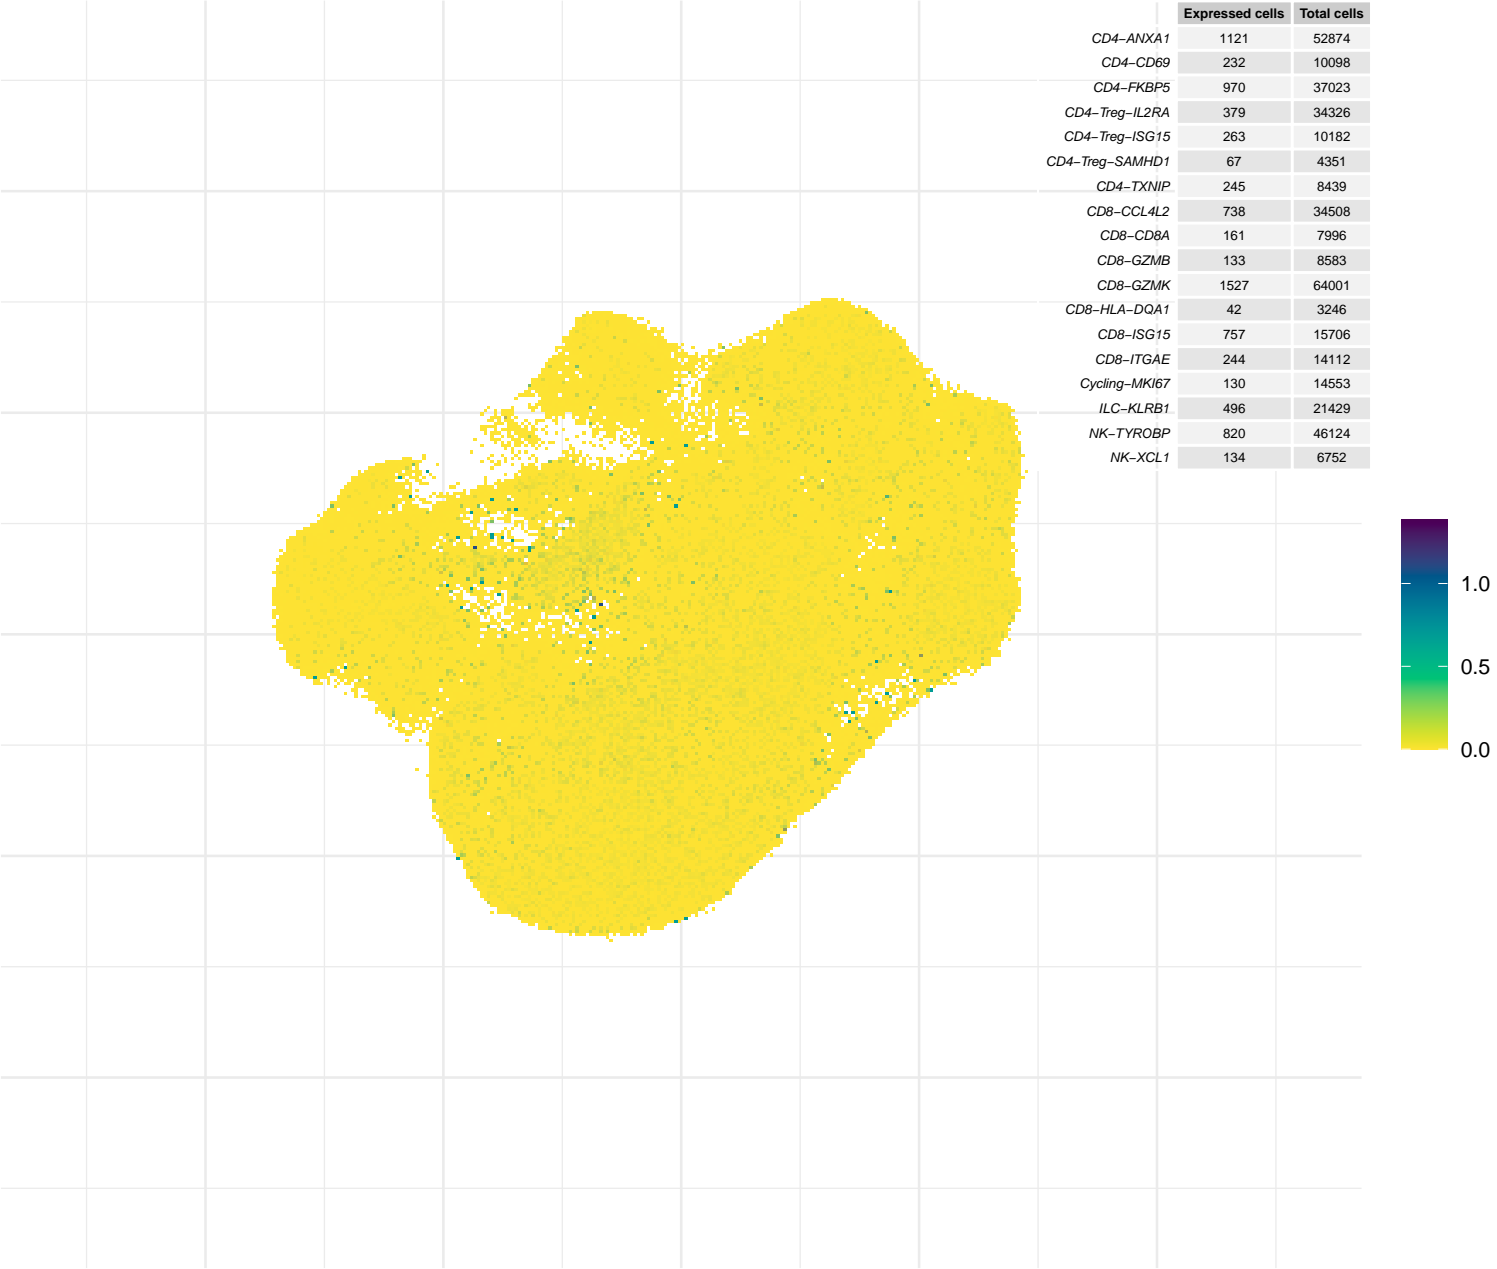 Expressed cells Total cells
CD4−ANXA1 1121 52874
CD4−CD69 232 10098
CD4−FKBP5 970 37023
CD4−Treg−IL2RA 379 34326
CD4−Treg−ISG15 263 10182
CD4−Treg−SAMHD1 67 4351
CD4−TXNIP 245 8439
CD8−CCL4L2 738 34508
CD8−CD8A 161 7996
CD8−GZMB 133 8583
CD8−GZMK 1527 64001
CD8−HLA−DQA1 42 3246
CD8−ISG15 757 15706
CD8−ITGAE 244 14112
Cycling−MKI67 130 14553
ILC−KLRB1 496 21429
NK−TYROBP 820 46124
NK−XCL1 134 6752
1.0
0.5
0.0